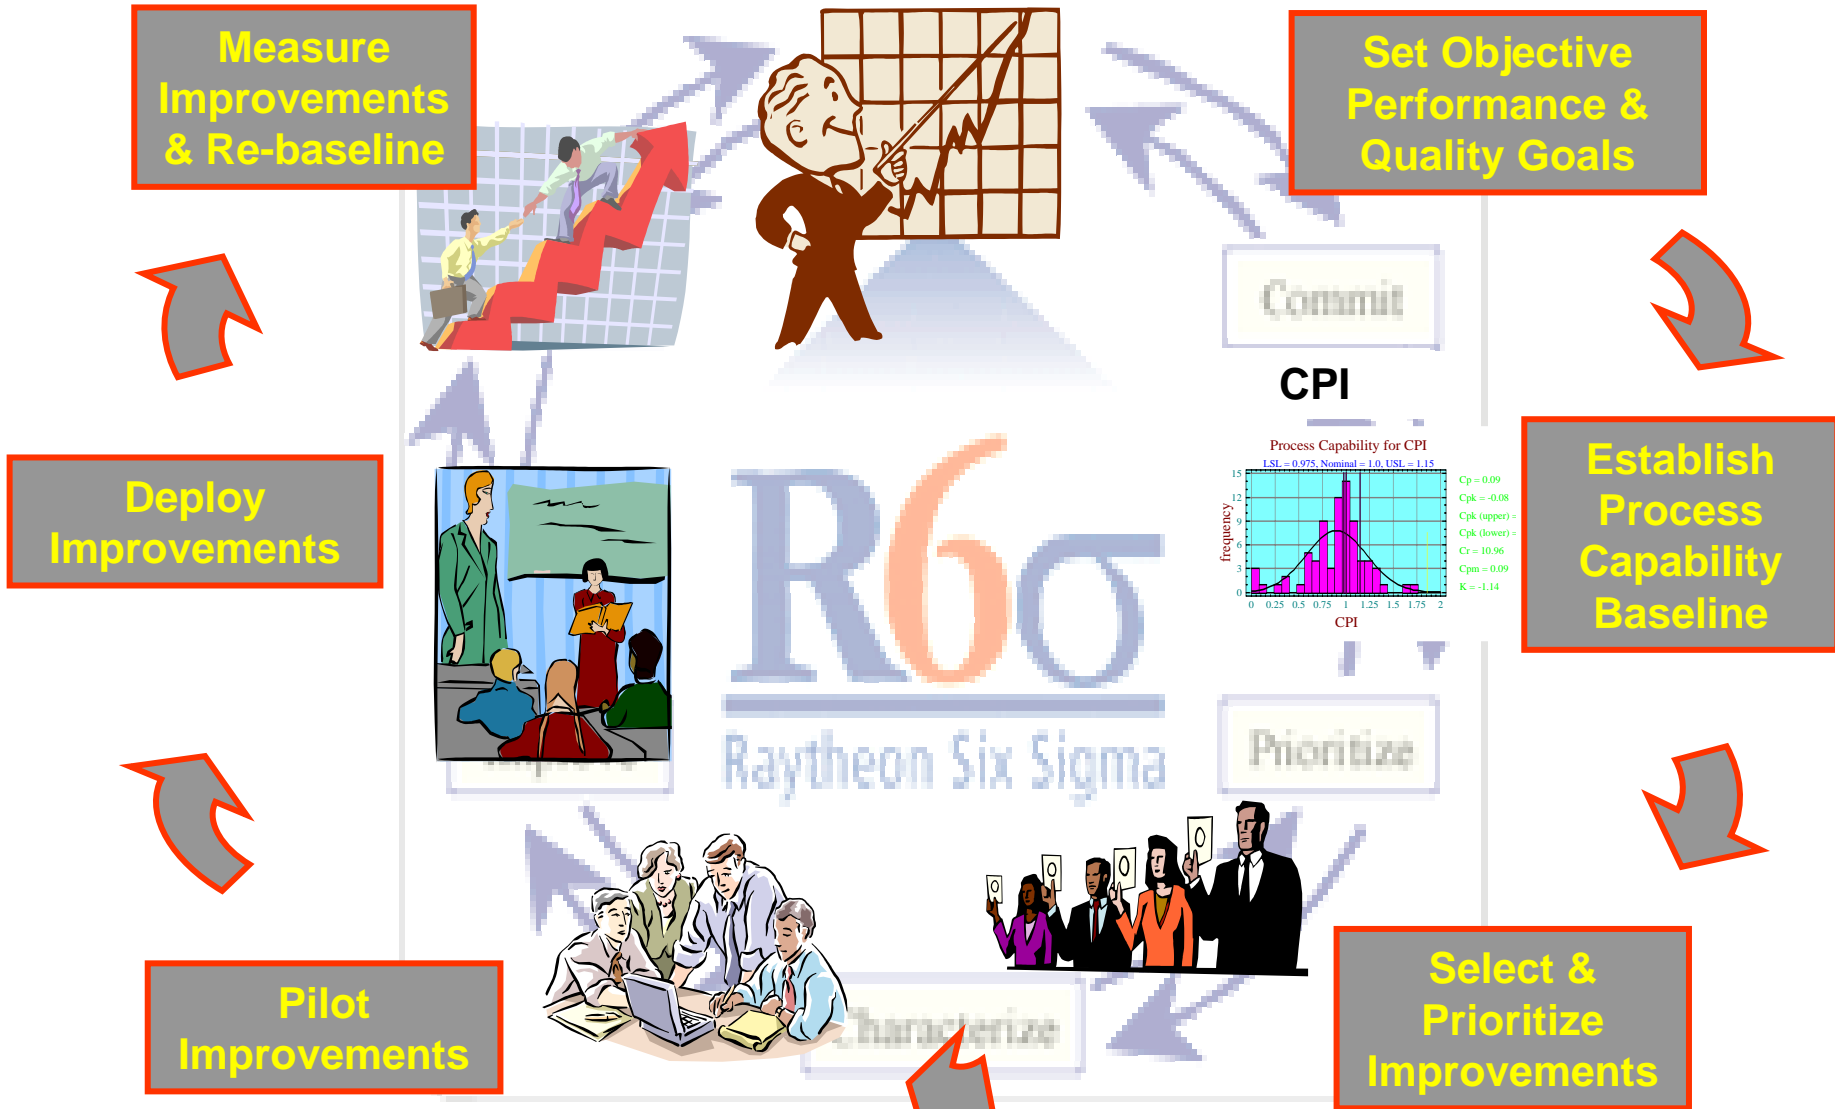 Measure
Improvements
& Re-baseline
Set Objective
Performance &
Quality Goals
Commit
CPI
Process Capability for CPI
LSL = 0.975, Nominal = 1.0, USL = 1.15
frequency
15
12
9
6
3
0
0 0.25 0.5 0.75 1 1.25 1.5 1.75 2
CPI
Cp = 0.09
Cpk = -0.08
Cpk (upper) =
Cpk (lower) =
Cr = 10.96
Cpm = 0.09
K = -1.14
Establish
Process
Capability
Baseline
Deploy
Improvements
R6σ
Raytheon Six Sigma
Prioritize
Pilot
Improvements
Characterize
Select &
Prioritize
Improvements